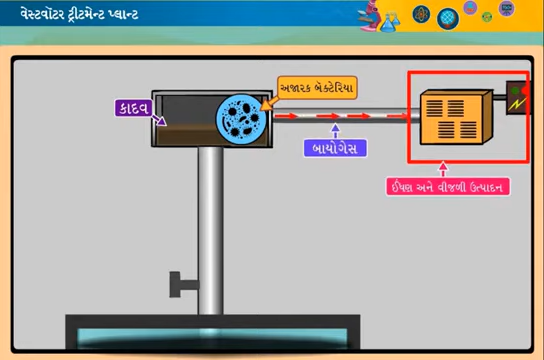 વેસ્ટવૉટર ટ્રીટમેન્ટ પ્લાન્ટ
અજારક બૅક્ટેરિયા
કાદવ
બાયોગેસ
ઈંધણ અને વીજળી ઉત્પાદન